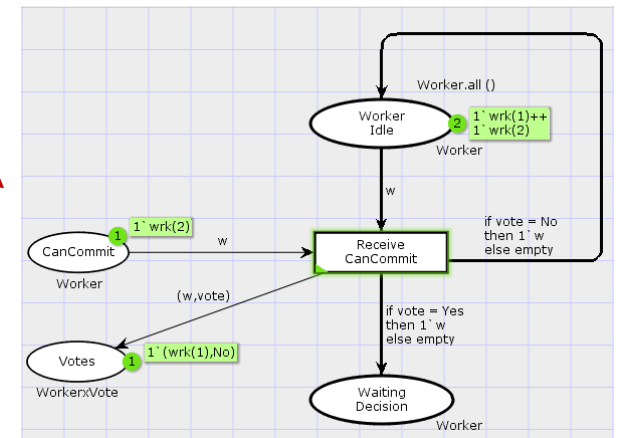 Worker.all ()
Worker
Idle
2
1`wrk(1)++
1`wrk(2)
Worker
w
1
1`wrk(2)
CanCommit
w
Worker
Receive
CanCommit
if vote = No
then 1`w
else empty
(w,vote)
if vote = Yes
then 1`w
else empty
Votes
1
1`(wrk(1),No)
WorkerxVote
Waiting
Decision
Worker